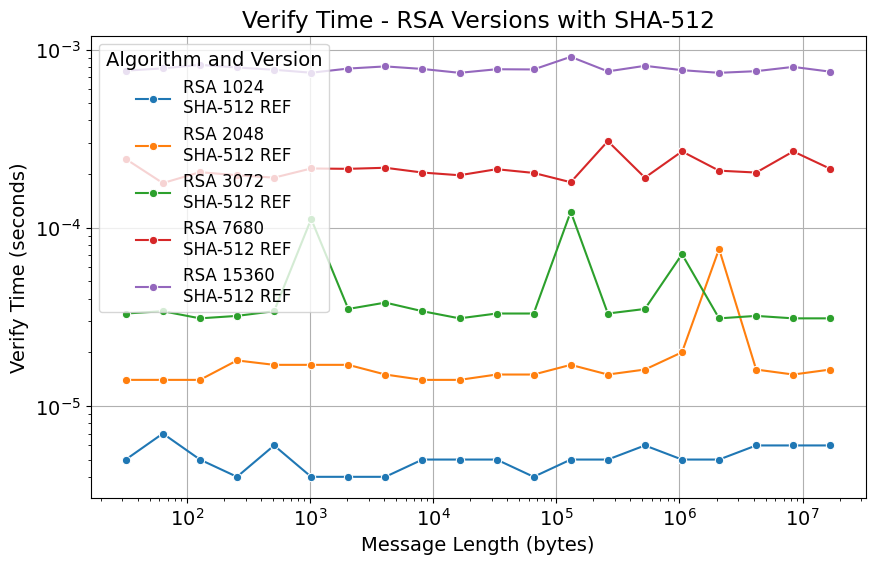 Verify Time - RSA Versions with SHA-512
Algorithm and Version
RSA 1024
SHA-512 REF
RSA 2048
SHA-512 REF
RSA 3072
SHA-512 REF
RSA 7680
SHA-512 REF
RSA 15360
SHA-512 REF
Verify Time (seconds)
10⁻³
10⁻⁴
10⁻⁵
10² 10³ 10⁴ 10⁵ 10⁶ 10⁷
Message Length (bytes)